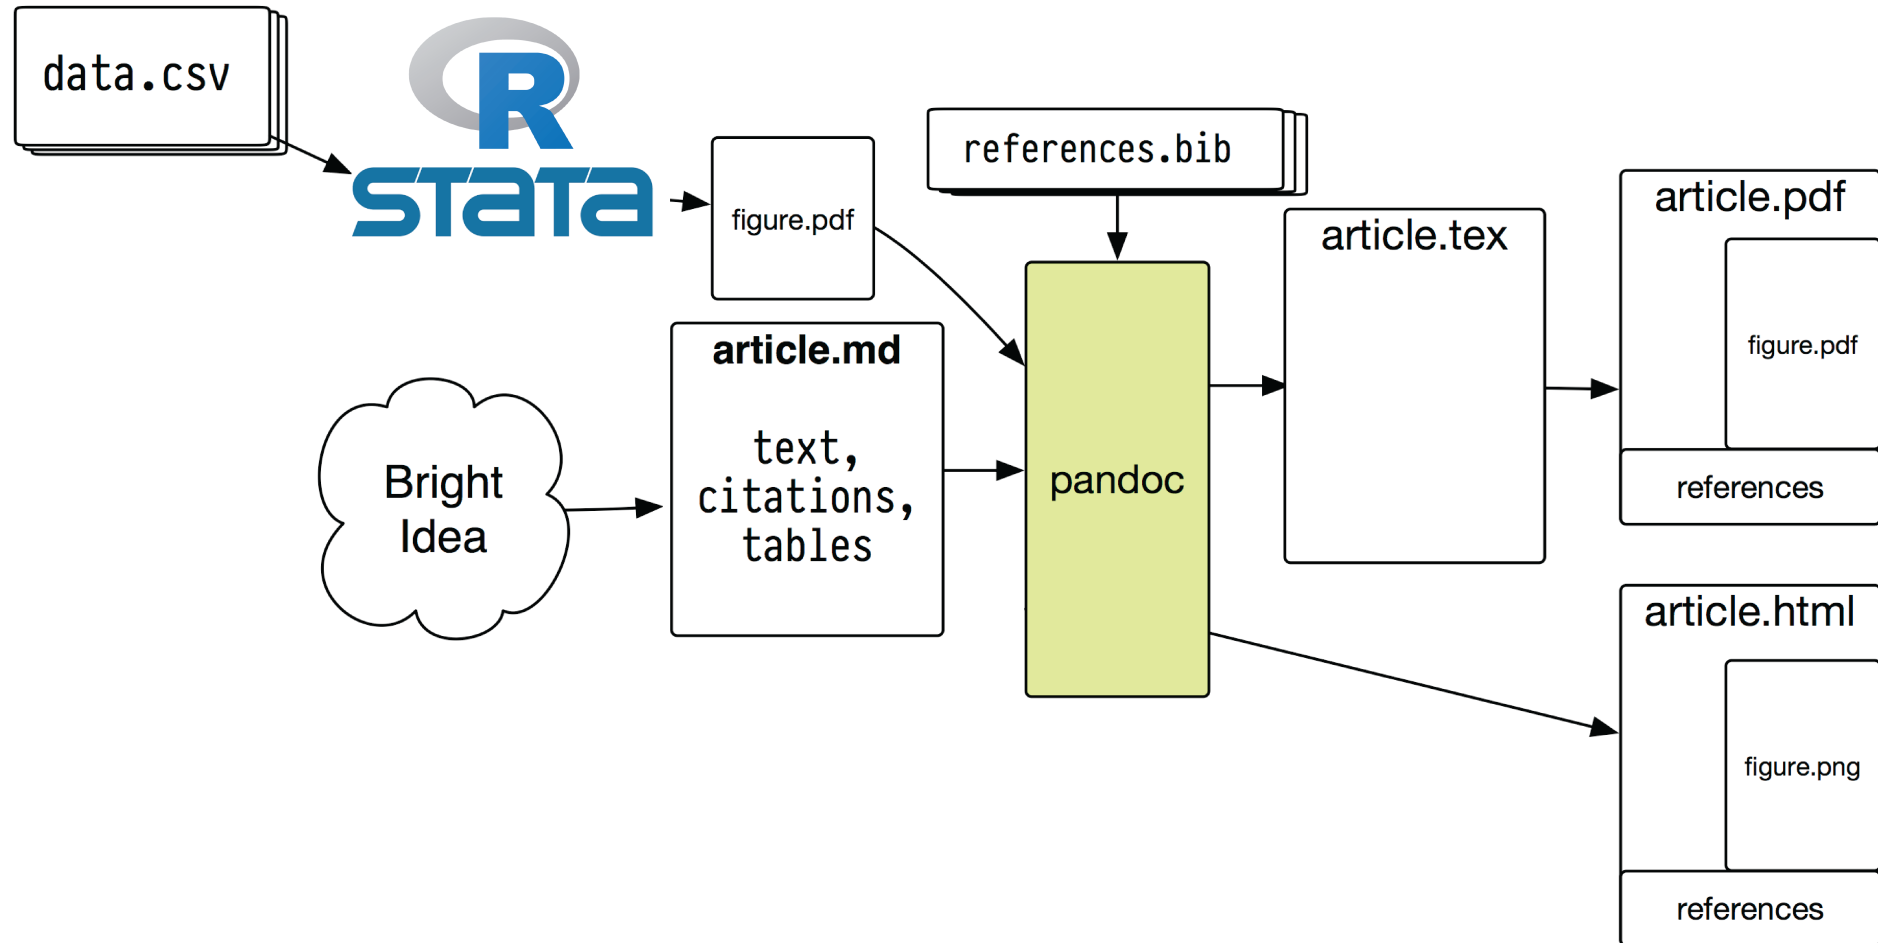 data.csv
R
STATA
figure.pdf
references.bib
article.md
text,
citations,
tables
Bright
Idea
pandoc
article.tex
article.pdf
figure.pdf
references
article.html
figure.png
references